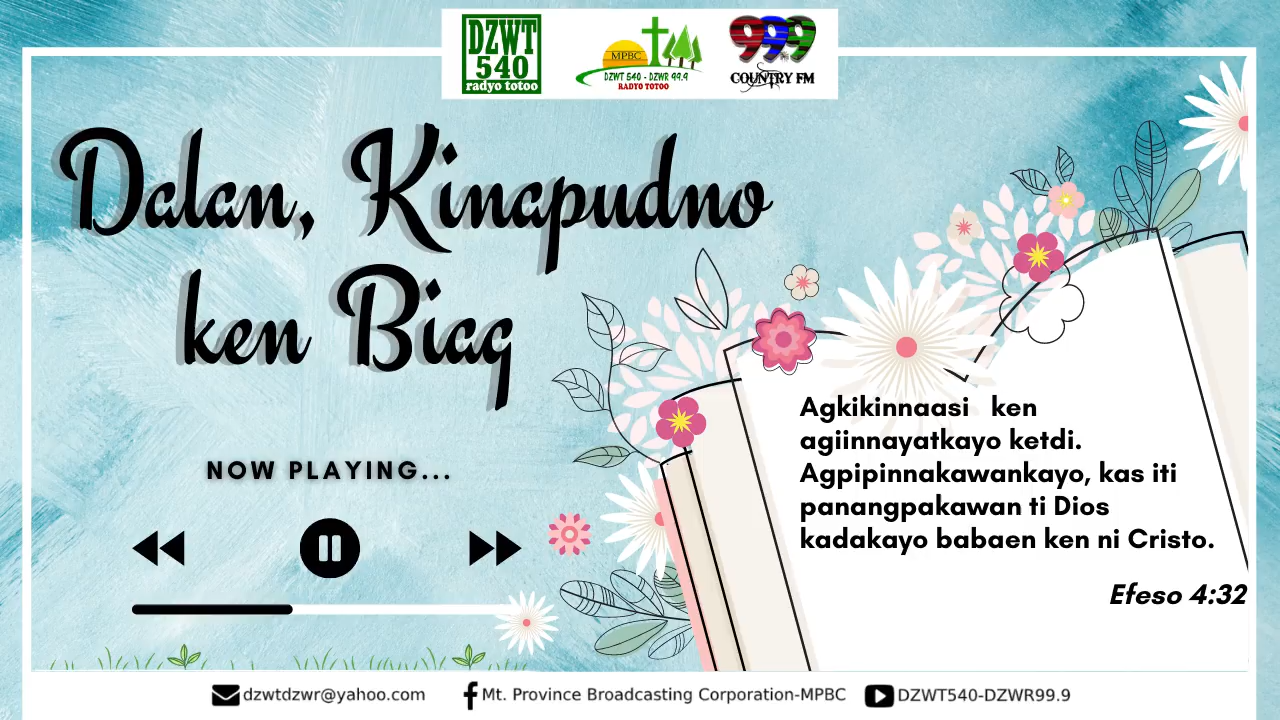 DZWT
540
radyo totoo
MPBC
DZWT 540 - DZWR 99.9
RADYO TOTOO
99.9
COUNTRY FM
Dalan, Kinapudno
ken Biag
NOW PLAYING...
Agkikinnaasi ken
agiinnayatkayo ketdi.
Agpipinnakawankayo, kas iti
panangpakawan ti Dios
kadakayo babaen ken ni Cristo.
Efeso 4:32
dzwtdzwr@yahoo.com
Mt. Province Broadcasting Corporation-MPBC
DZWT540-DZWR99.9